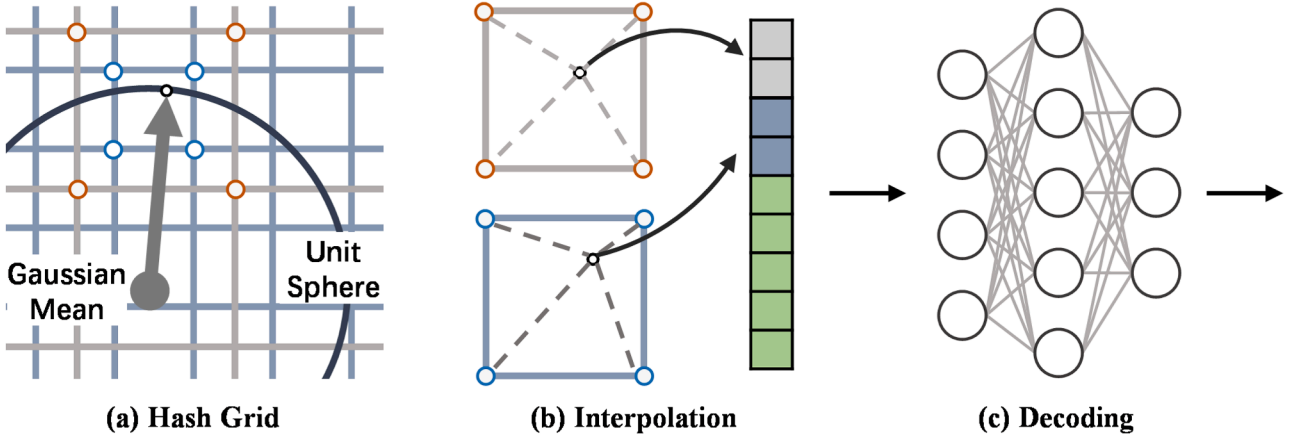 Gaussian
Mean
Unit
Sphere
(a) Hash Grid
(b) Interpolation
(c) Decoding